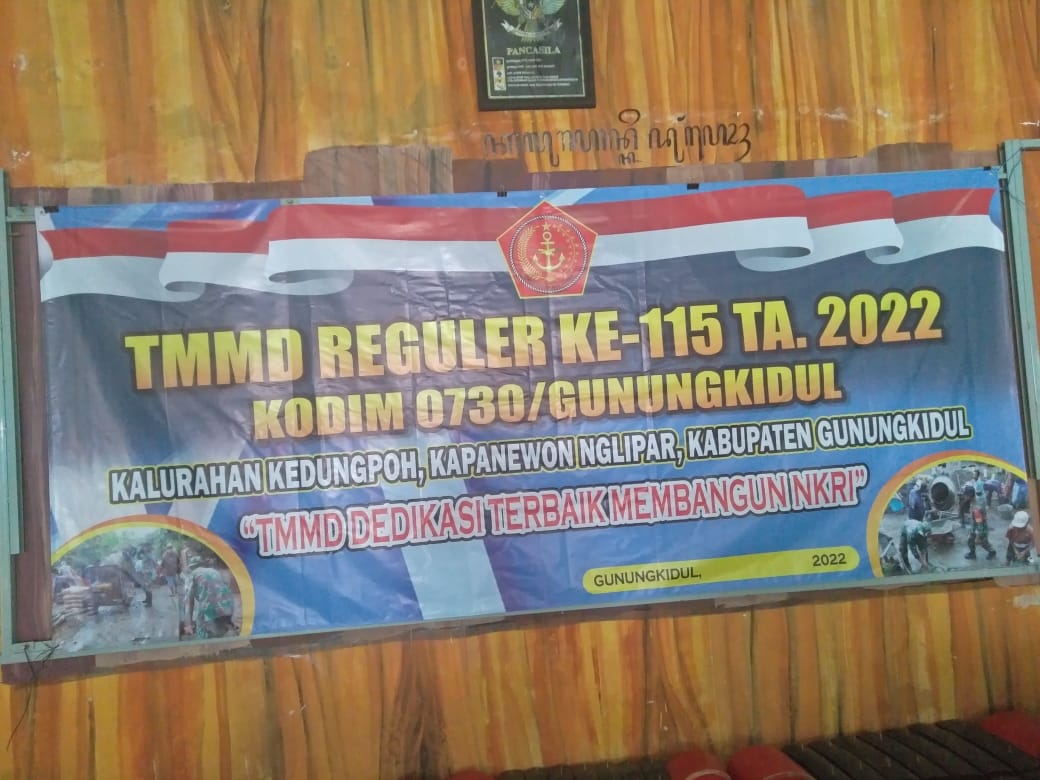 PANCASILA
TMMD REGULER KE-115 TA. 2022
KODIM 0730/GUNUNGKIDUL
KALURAHAN KEDUNGPOH, KAPANEWON NGLIPAR, KABUPATEN GUNUNGKIDUL
“TMMD DEDIKASI TERBAIK MEMBANGUN NKRI”
GUNUNGKIDUL, 2022